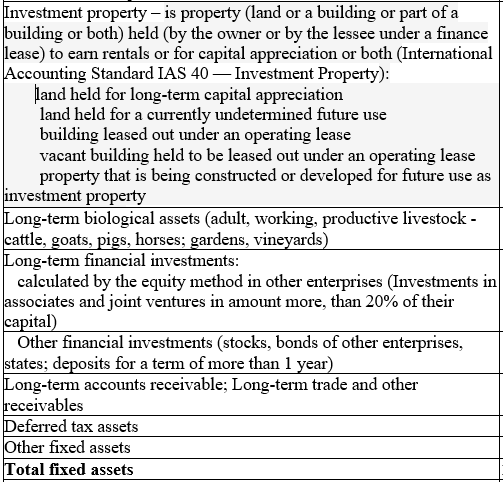 Investment property – is property (land or a building or part of a
building or both) held (by the owner or by the lessee under a finance
lease) to earn rentals or for capital appreciation or both (International
Accounting Standard IAS 40 — Investment Property):
land held for long-term capital appreciation
land held for a currently undetermined future use
building leased out under an operating lease
vacant building held to be leased out under an operating lease
property that is being constructed or developed for future use as
investment property
Long-term biological assets (adult, working, productive livestock -
cattle, goats, pigs, horses; gardens, vineyards)
Long-term financial investments:
calculated by the equity method in other enterprises (Investments in
associates and joint ventures in amount more, than 20% of their
capital)
Other financial investments (stocks, bonds of other enterprises,
states; deposits for a term of more than 1 year)
Long-term accounts receivable; Long-term trade and other
receivables
Deferred tax assets
Other fixed assets
Total fixed assets